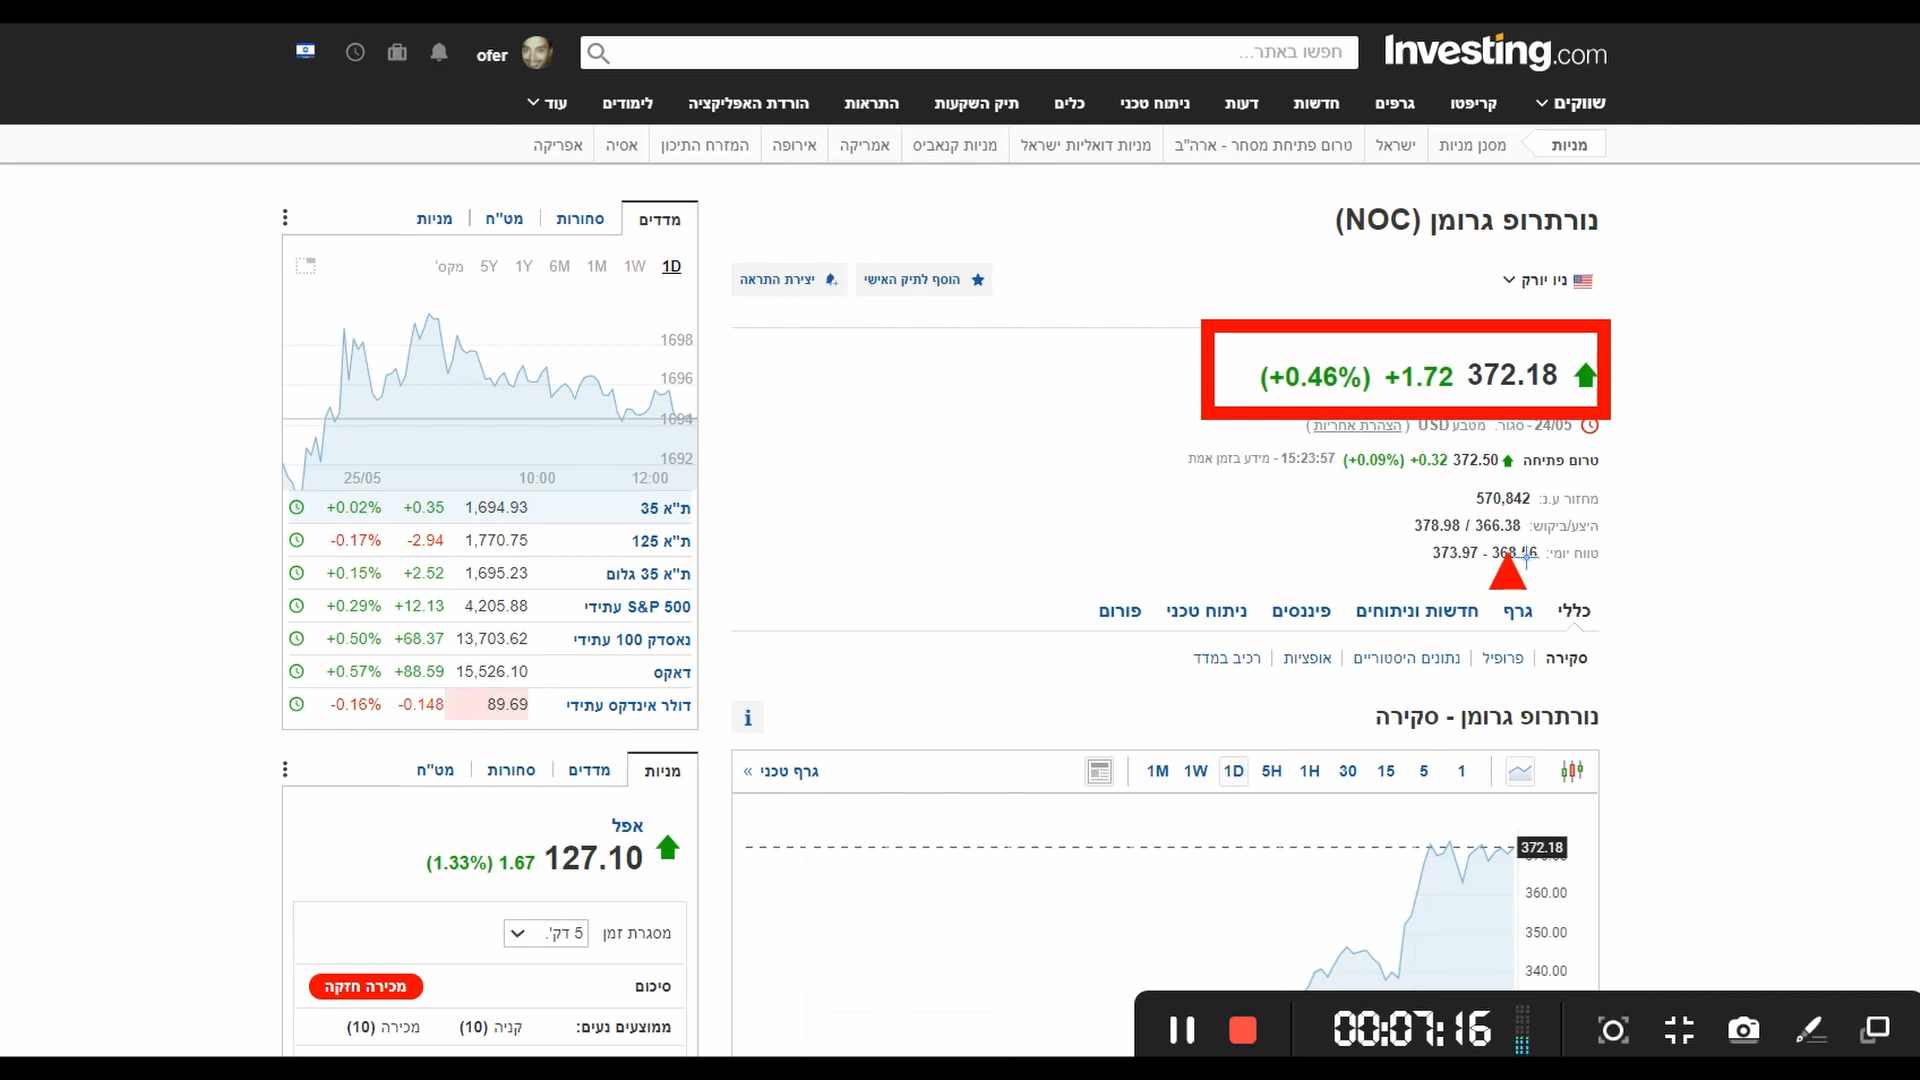 Investing.com
חפשו באתר...
ofer
שווקים קריפטו גרפים חדשות דעות ניתוח טכני כלים תיק השקעות התראות הורדת האפליקציה לימודים עוד
מניות מסנן מניות ישראל טרום פתיחת מסחר - ארה"ב מניות דואליות ישראל מניות קנאביס אמריקה אירופה המזרח התיכון אסיה אפריקה
נורתרופ גרומן (NOC)
ניו יורק
הוסף לתיק האישי
יצירת התראה
372.18 +1.72 (+0.46%)
24/05 - סגור. מטבע USD (הצהרת אחריות)
טרום פתיחה 372.50 +0.32 (+0.09%) 15:23:57 - מידע בזמן אמת
מחזור ע.נ: 570,842
היצע/ביקוש: 378.98 / 366.38
טווח יומי: 373.97 -
כללי גרף חדשות וניתוחים פיננסים ניתוח טכני פורום
סקירה פרופיל נתונים היסטוריים אופציות רכיב במדד
נורתרופ גרומן - סקירה
i
1 5 15 30 1H 5H 1D 1W 1M
גרף טכני »
372.18
360.00
350.00
340.00
מדדים סחורות מט"ח מניות
1D 1W 1M 6M 1Y 5Y מקס'
1698
1696
1694
1692
25/05 10:00 12:00
ת"א 35 1,694.93 +0.35 +0.02%
ת"א 125 1,770.75 -2.94 -0.17%
ת"א 35 גלום 1,695.23 +2.52 +0.15%
S&P 500 עתידי 4,205.88 +12.13 +0.29%
נאסדק 100 עתידי 13,703.62 +68.37 +0.50%
דאקס 15,526.10 +88.59 +0.57%
דולר אינדקס עתידי 89.69 -0.148 -0.16%
מניות מדדים סחורות מט"ח
אפל
127.10 1.67 (1.33%)
מסגרת זמן 5 דק'.
סיכום מכירה חזקה
ממוצעים נעים: קניה (10) מכירה (10)
00:07:16